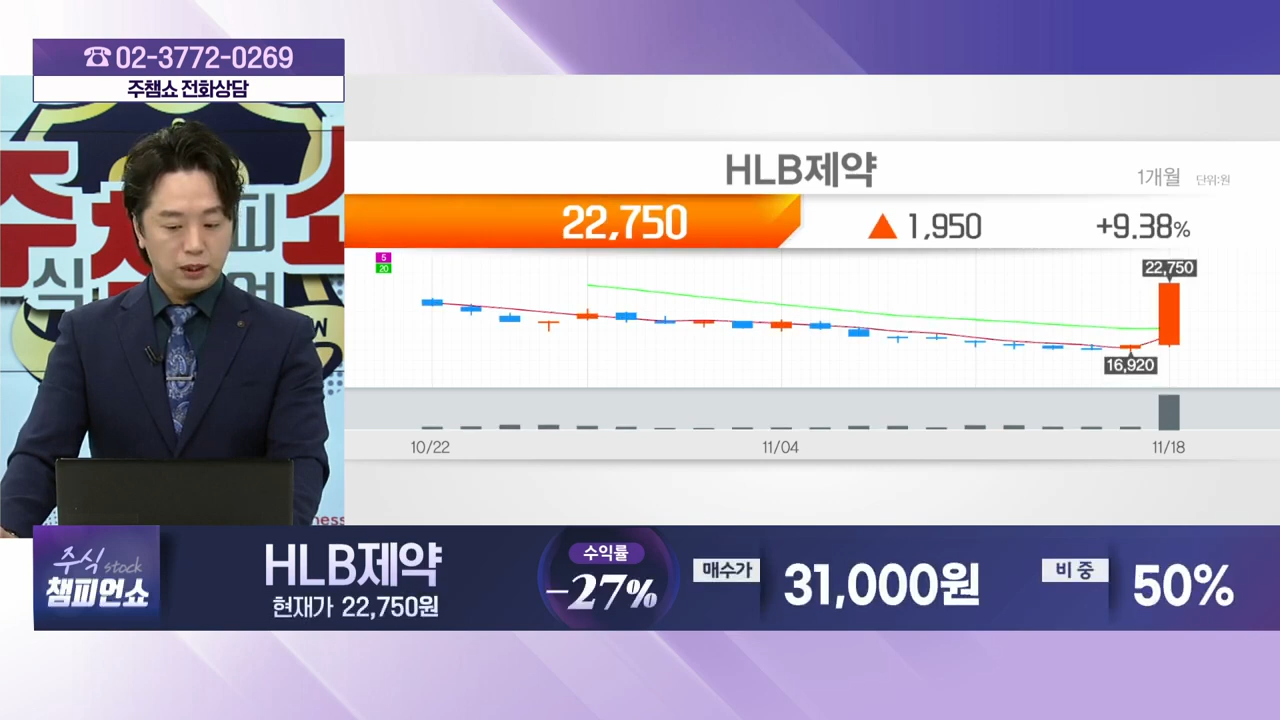 ☎02-3772-0269
주챔쇼 전화상담
HLB제약
1개월 단위:원
22,750 ▲ 1,950 +9.38%
5
20
22,750
16,920
10/22 11/04 11/18
주식 stock
챔피언쇼
HLB제약
현재가 22,750원
수익률
-27%
매수가 31,000원
비중 50%